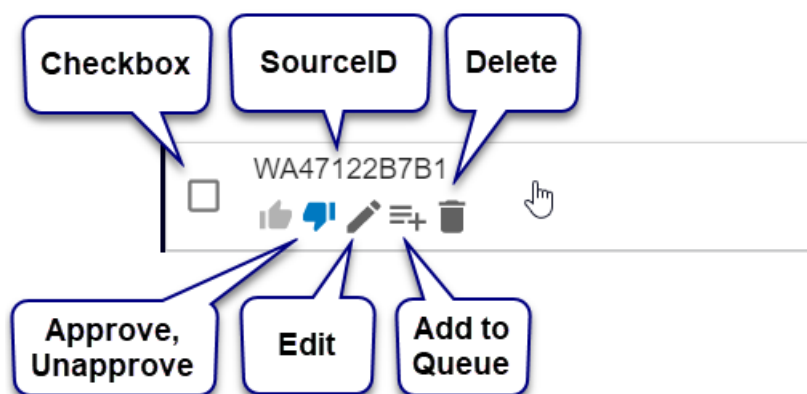 Checkbox
SourceID
Delete
WA47122B7B1
Approve,
Unapprove
Edit
Add to
Queue